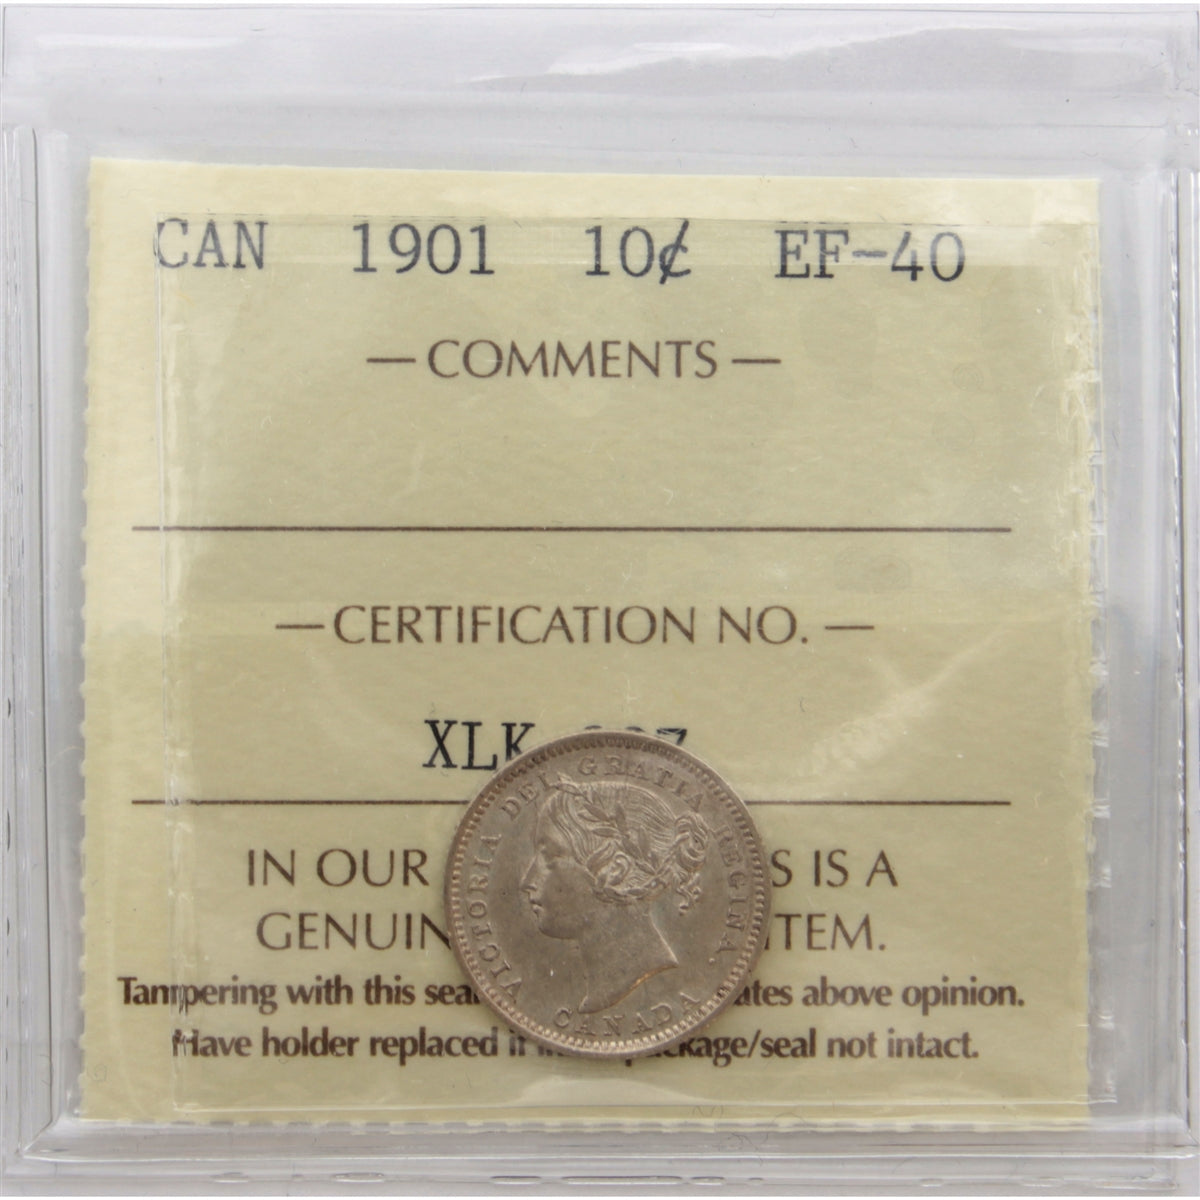 CAN 1901 10¢ EF-40
— COMMENTS —
— CERTIFICATION NO. —
XLK
VICTORIA DEI GRATIA REGINA.
CANADA
IN OUR S IS A
GENUIN ITEM.
Tampering with this sea ates above opinion.
Have holder replaced if ckage/seal not intact.